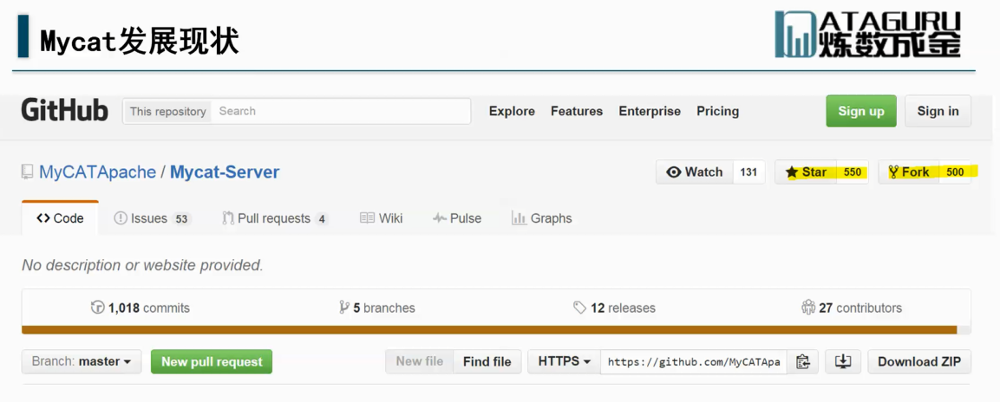 Mycat发展现状
DATAGURU
炼数成金
GitHub
This repository Search
Explore Features Enterprise Pricing
Sign up Sign in
MyCATApache / Mycat-Server
Watch 131 Star 550 Fork 500
Code Issues 53 Pull requests 4 Wiki Pulse Graphs
No description or website provided.
1,018 commits 5 branches 12 releases 27 contributors
Branch: master New pull request New file Find file HTTPS https://github.com/MyCATApa Download ZIP